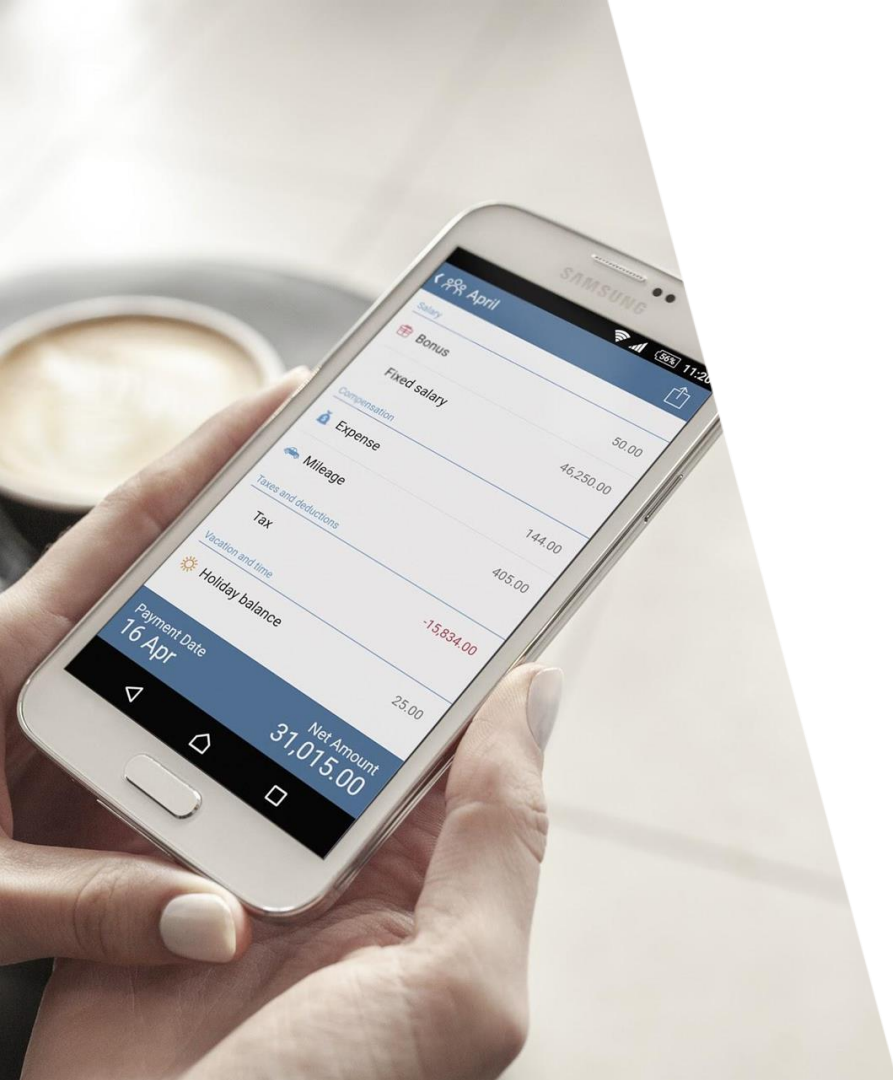 SAMSUNG
56% 11:20
April
Salary
Bonus 50.00
Fixed salary 46,250.00
Compensation
Expense 144.00
Mileage 405.00
Taxes and deductions
Tax -15,834.00
Vacation and time
Holiday balance 25.00
Payment Date
16 Apr
Net Amount
31,015.00